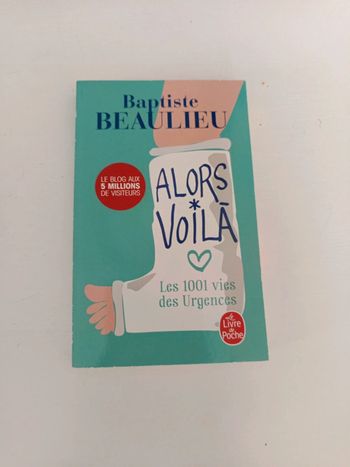 Baptiste
BEAULIEU
LE BLOG AUX
5 MILLIONS
DE VISITEURS
ALORS
*
VOILÀ
Les 1001 vies
des Urgences
Le
Livre
de
Poche